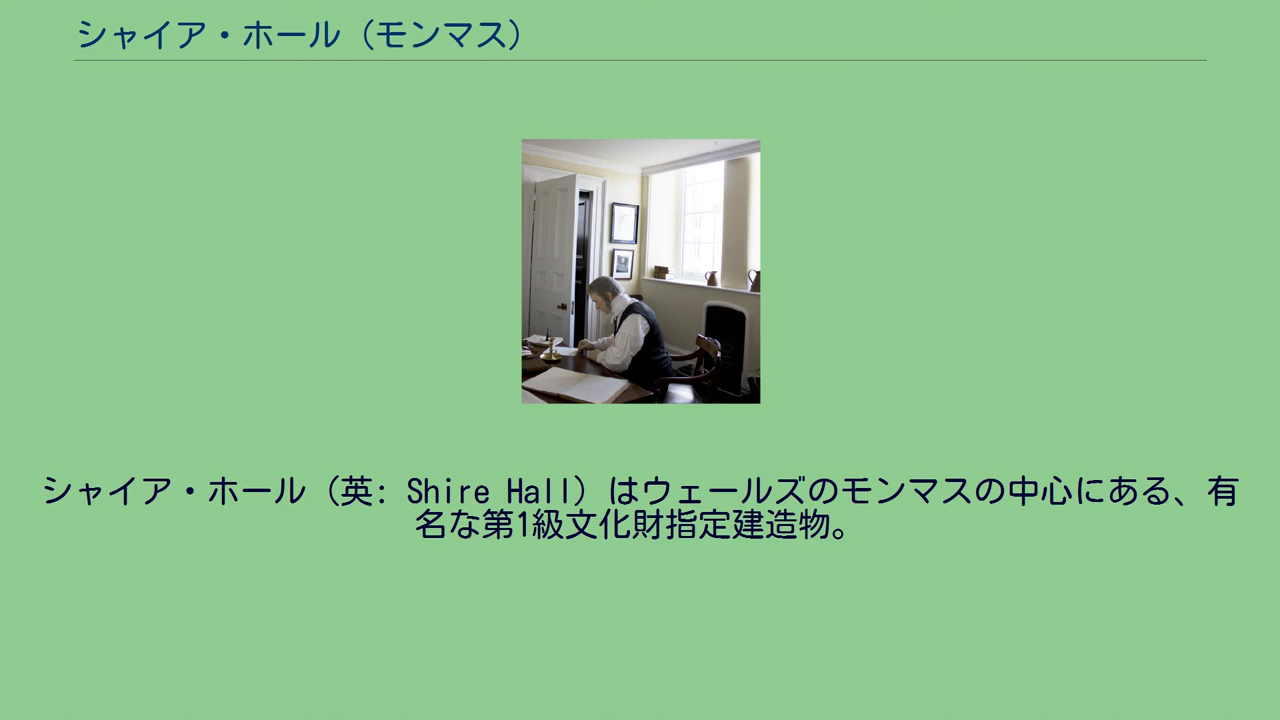 シャイア・ホール（モンマス）
シャイア・ホール（英: Shire Hall）はウェールズのモンマスの中心にある、有
名な第1級文化財指定建造物。